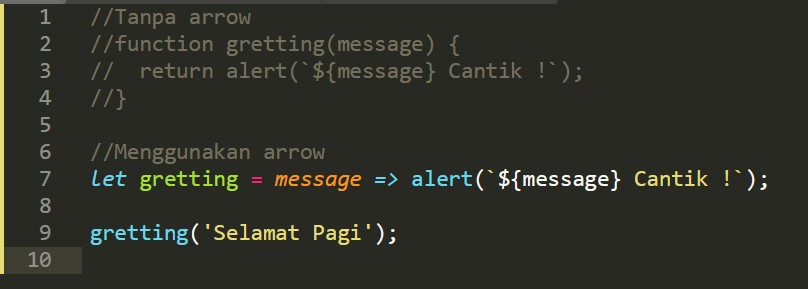 1 //Tanpa arrow
2 //function gretting(message) {
3 //  return alert(`${message} Cantik !`);
4 //}
5
6 //Menggunakan arrow
7 let gretting = message => alert(`${message} Cantik !`);
8
9 gretting('Selamat Pagi');
10